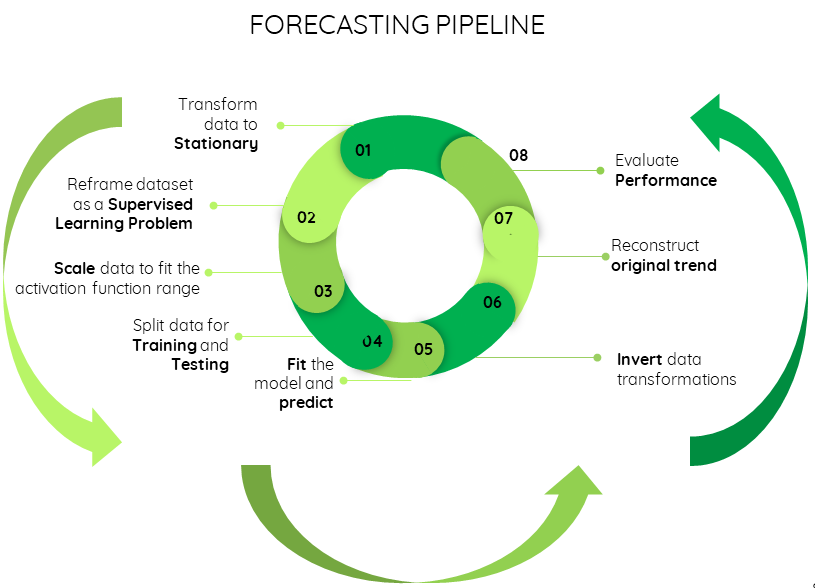 FORECASTING PIPELINE
Transform
data to
Stationary
01
Reframe dataset
as a Supervised
Learning Problem
02
Scale data to fit the
activation function range
03
Split data for
Training and
Testing
04
Fit the
model and
predict
05
06
Invert data
transformations
07
Reconstruct
original trend
08
Evaluate
Performance